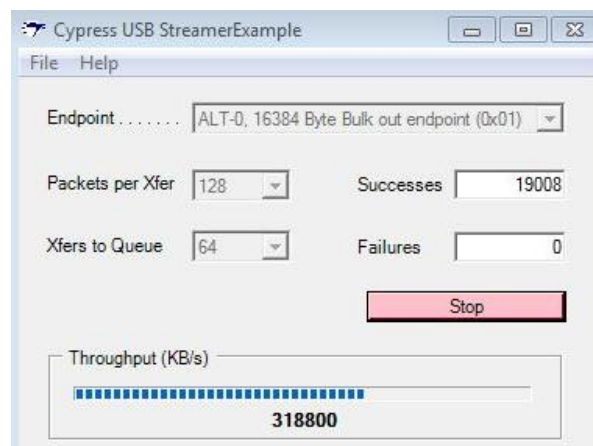 Cypress USB StreamerExample
File Help
Endpoint . . . . . . . ALT-0, 16384 Byte Bulk out endpoint (0x01)
Packets per Xfer 128 Successes 19008
Xfers to Queue 64 Failures 0
Stop
Throughput (KB/s)
318800